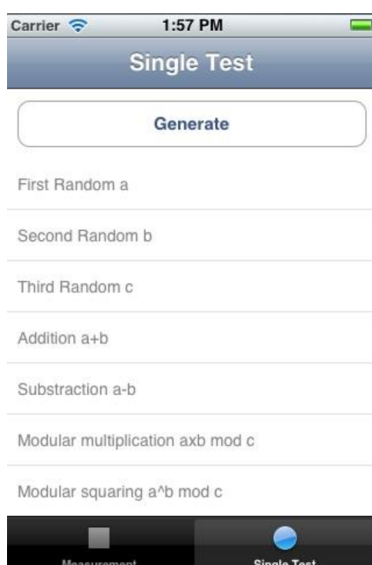 Carrier 1:57 PM
Single Test
Generate
First Random a
Second Random b
Third Random c
Addition a+b
Substraction a-b
Modular multiplication axb mod c
Modular squaring a^b mod c
Measurement Single Test